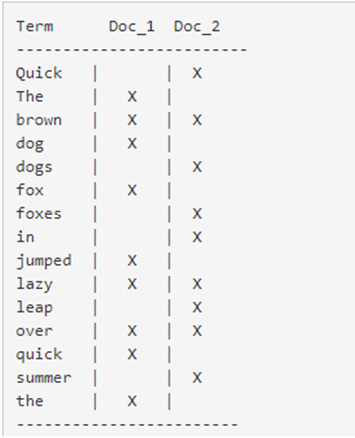 Term      Doc_1  Doc_2
-------------------------
Quick   |       |  X
The     |   X   |
brown   |   X   |  X
dog     |   X   |
dogs    |       |  X
fox     |   X   |
foxes   |       |  X
in      |       |  X
jumped  |   X   |
lazy    |   X   |  X
leap    |       |  X
over    |   X   |  X
quick   |   X   |
summer  |       |  X
the     |   X   |
------------------------